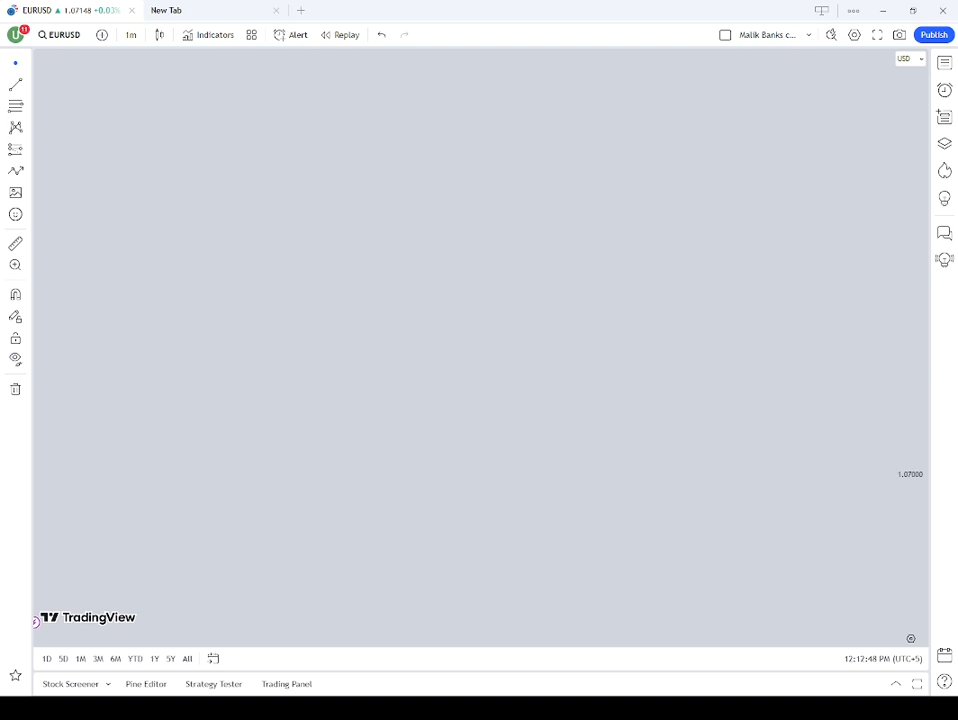 EURUSD ▲ 1.07148 +0.03%
New Tab
U 11 EURUSD 1m Indicators Alert Replay Malik Banks c... Publish
USD
1.07000
TradingView
1D 5D 1M 3M 6M YTD 1Y 5Y All 12:12:48 PM (UTC+5)
Stock Screener Pine Editor Strategy Tester Trading Panel